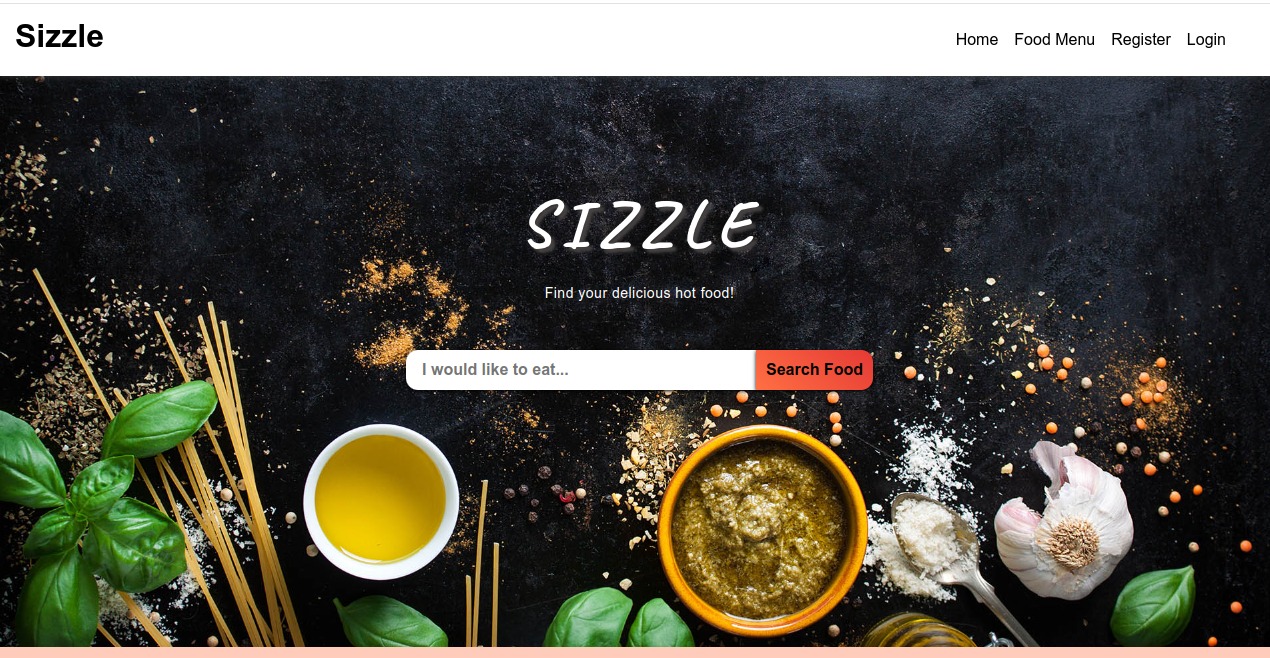 Sizzle
Home Food Menu Register Login
SIZZLE
Find your delicious hot food!
I would like to eat... Search Food